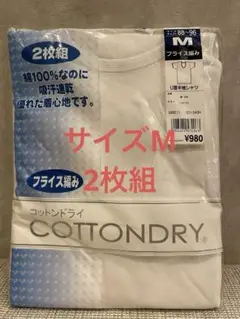 2枚組
綿100%なのに
吸汗速乾
優れた着心地です。
フライス編み
88~96
M
フライス編み
U首半袖シャツ
¥980
サイズM
2枚組
コットンドライ
COTTONDRY®